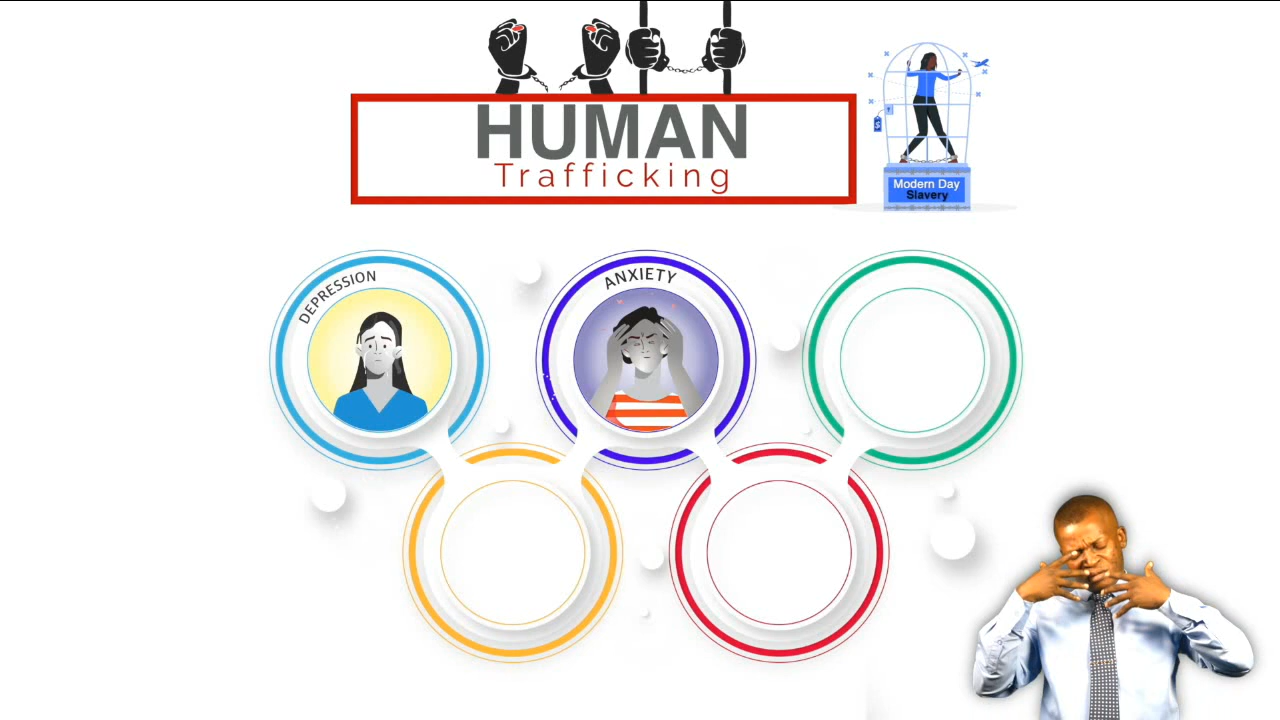 HUMAN
Trafficking
Modern Day
Slavery
$
DEPRESSION
ANXIETY